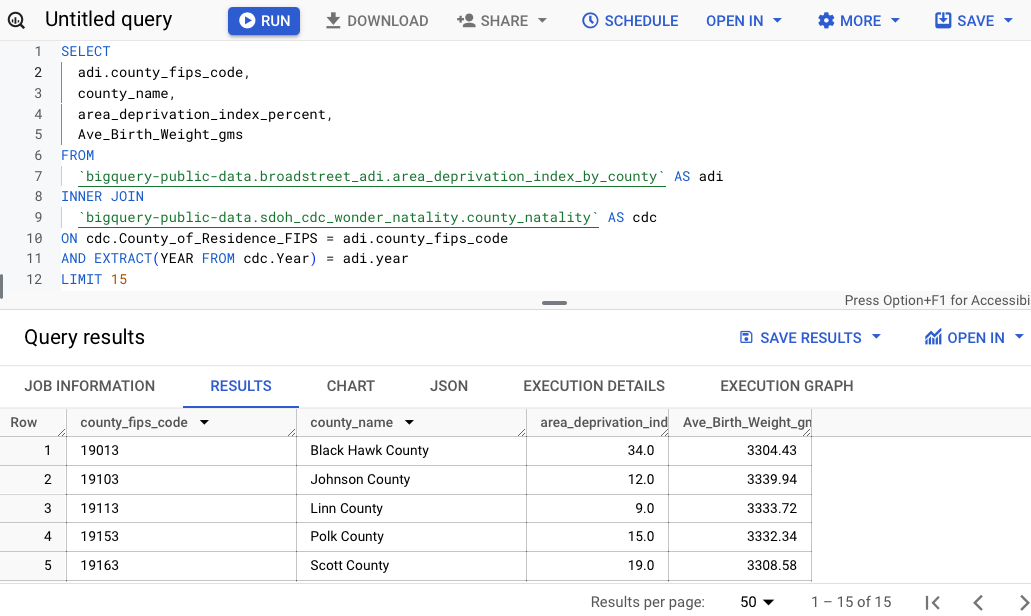 Untitled query RUN DOWNLOAD SHARE SCHEDULE OPEN IN MORE SAVE
1 SELECT
2 adi.county_fips_code,
3 county_name,
4 area_deprivation_index_percent,
5 Ave_Birth_Weight_gms
6 FROM
7 `bigquery-public-data.broadstreet_adi.area_deprivation_index_by_county` AS adi
8 INNER JOIN
9 `bigquery-public-data.sdoh_cdc_wonder_natality.county_natality` AS cdc
10 ON cdc.County_of_Residence_FIPS = adi.county_fips_code
11 AND EXTRACT(YEAR FROM cdc.Year) = adi.year
12 LIMIT 15
Press Option+F1 for Accessibi
Query results SAVE RESULTS OPEN IN
JOB INFORMATION RESULTS CHART JSON EXECUTION DETAILS EXECUTION GRAPH
Row county_fips_code county_name area_deprivation_ind Ave_Birth_Weight_gm
1 19013 Black Hawk County 34.0 3304.43
2 19103 Johnson County 12.0 3339.94
3 19113 Linn County 9.0 3333.72
4 19153 Polk County 15.0 3332.34
5 19163 Scott County 19.0 3308.58
Results per page: 50 1 – 15 of 15